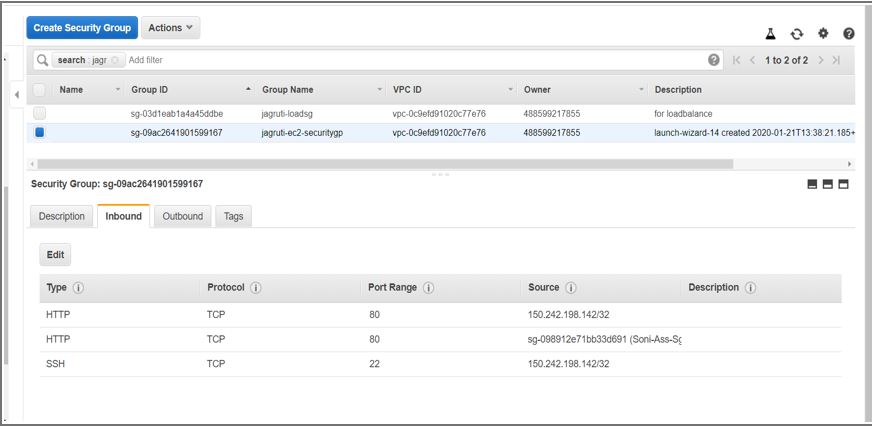 Create Security Group Actions
search : jagr Add filter 1 to 2 of 2
Name Group ID Group Name VPC ID Owner Description
sg-03d1eab1a4a45ddbe jagruti-loadsg vpc-0c9efd91020c77e76 488599217855 for loadbalance
sg-09ac2641901599167 jagruti-ec2-securitygp vpc-0c9efd91020c77e76 488599217855 launch-wizard-14 created 2020-01-21T13:38:21.185+
Security Group: sg-09ac2641901599167
Description Inbound Outbound Tags
Edit
Type Protocol Port Range Source Description
HTTP TCP 80 150.242.198.142/32
HTTP TCP 80 sg-098912e71bb33d691 (Soni-Ass-Sg
SSH TCP 22 150.242.198.142/32